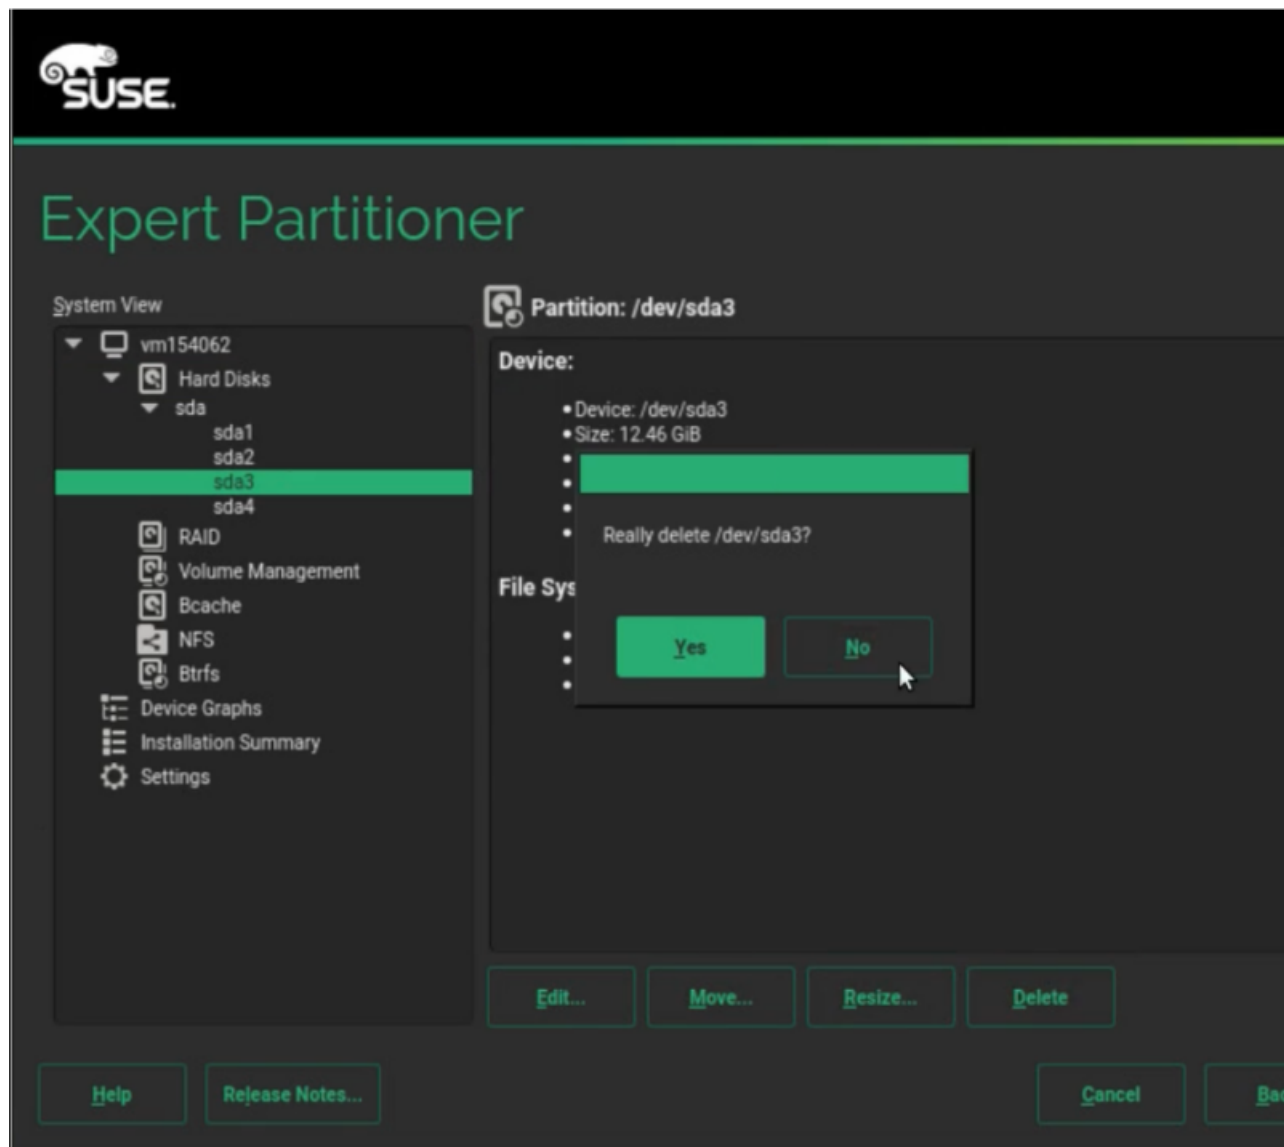 SUSE.
Expert Partitioner
System View
vm154062
Hard Disks
sda
sda1
sda2
sda3
sda4
RAID
Volume Management
Bcache
NFS
Btrfs
Device Graphs
Installation Summary
Settings
Partition: /dev/sda3
Device:
Device: /dev/sda3
Size: 12.46 GiB
File Sys
Really delete /dev/sda3?
Yes No
Edit... Move... Resize... Delete
Help Release Notes... Cancel Bac